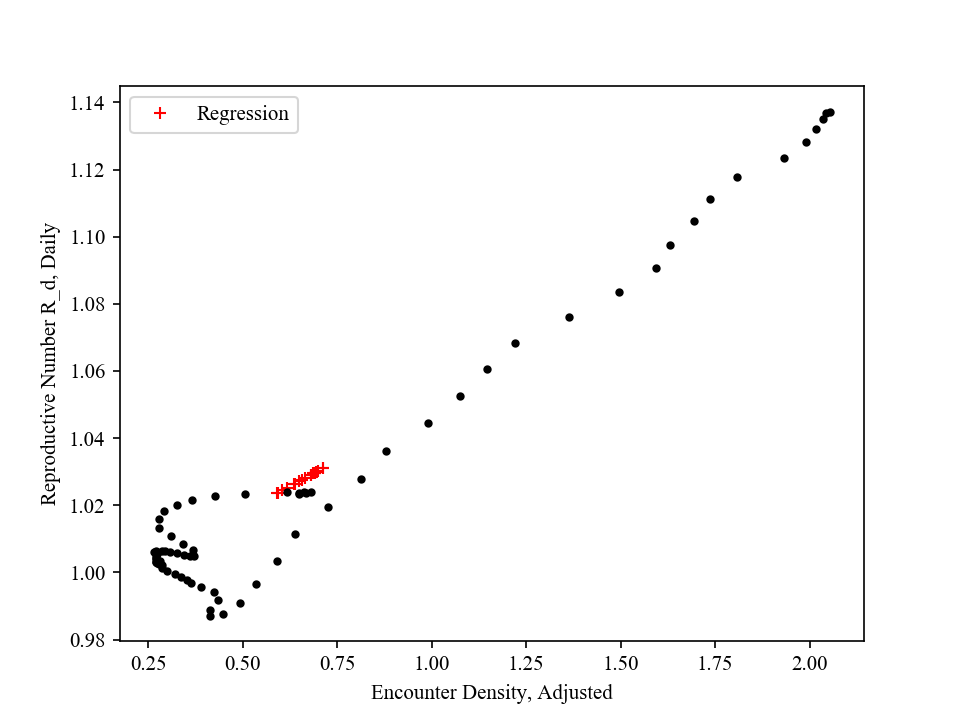 Regression
1.14
1.12
1.10
1.08
1.06
1.04
1.02
1.00
0.98
Reproductive Number R_d, Daily
0.25 0.50 0.75 1.00 1.25 1.50 1.75 2.00
Encounter Density, Adjusted